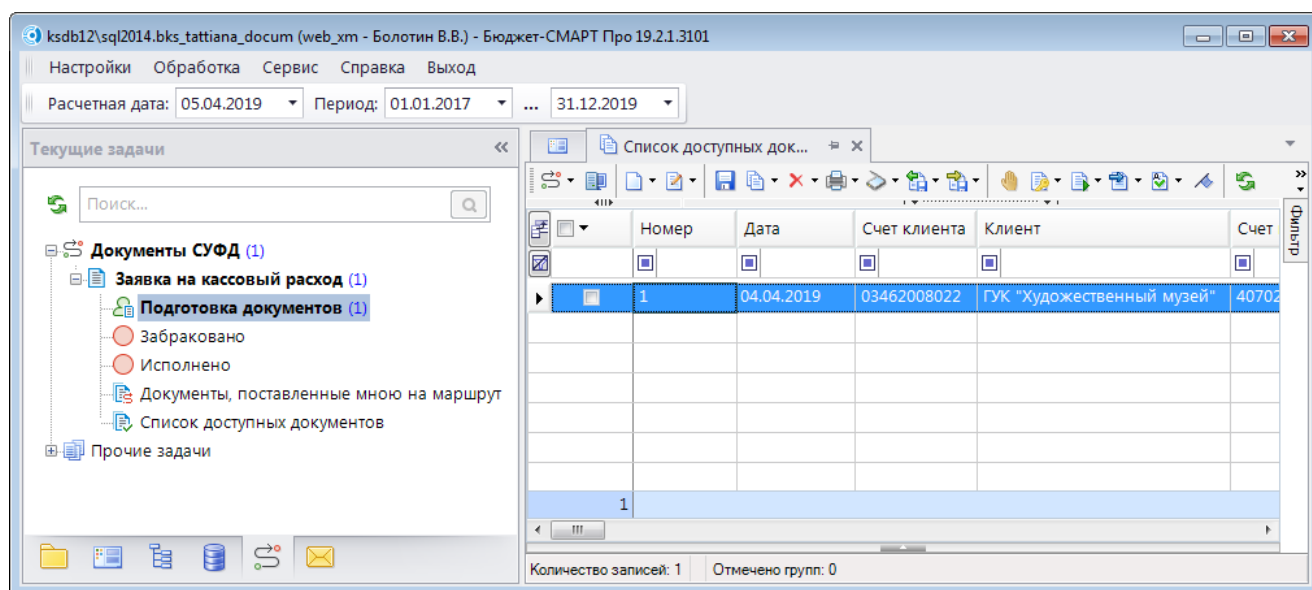 ksdb12\sql2014.bks_tattiana_docum (web_xm - Болотин В.В.) - Бюджет-СМАРТ Про 19.2.1.3101
Настройки Обработка Сервис Справка Выход
Расчетная дата: 05.04.2019 Период: 01.01.2017 ... 31.12.2019
Текущие задачи
Поиск...
Документы СУФД (1)
Заявка на кассовый расход (1)
Подготовка документов (1)
Забраковано
Исполнено
Документы, поставленные мною на маршрут
Список доступных документов
Прочие задачи
Список доступных док...
Номер Дата Счет клиента Клиент Счет
1 04.04.2019 03462008022 ГУК "Художественный музей" 40702
1
Фильтр
Количество записей: 1 Отмечено групп: 0